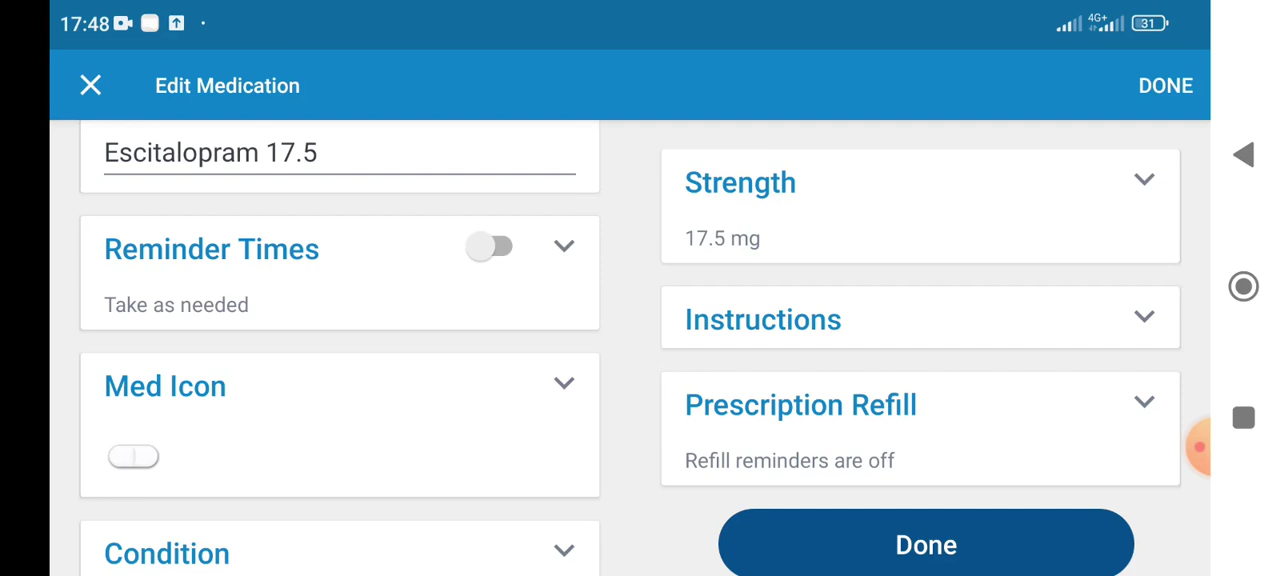 17:48
4G+
31
Edit Medication
DONE
Escitalopram 17.5
Reminder Times
Take as needed
Med Icon
Condition
Strength
17.5 mg
Instructions
Prescription Refill
Refill reminders are off
Done